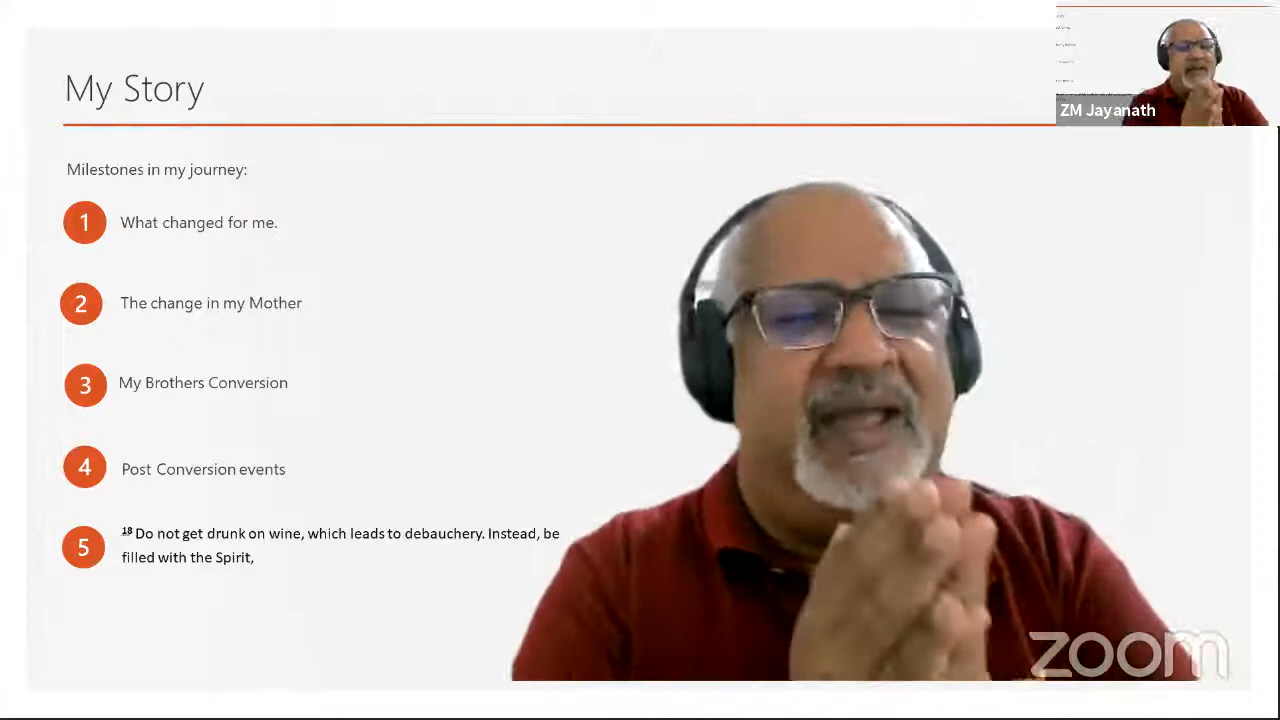 My Story
ZM Jayanath
Milestones in my journey:
1 What changed for me.
2 The change in my Mother
3 My Brothers Conversion
4 Post Conversion events
5 18 Do not get drunk on wine, which leads to debauchery. Instead, be
filled with the Spirit,
zoom